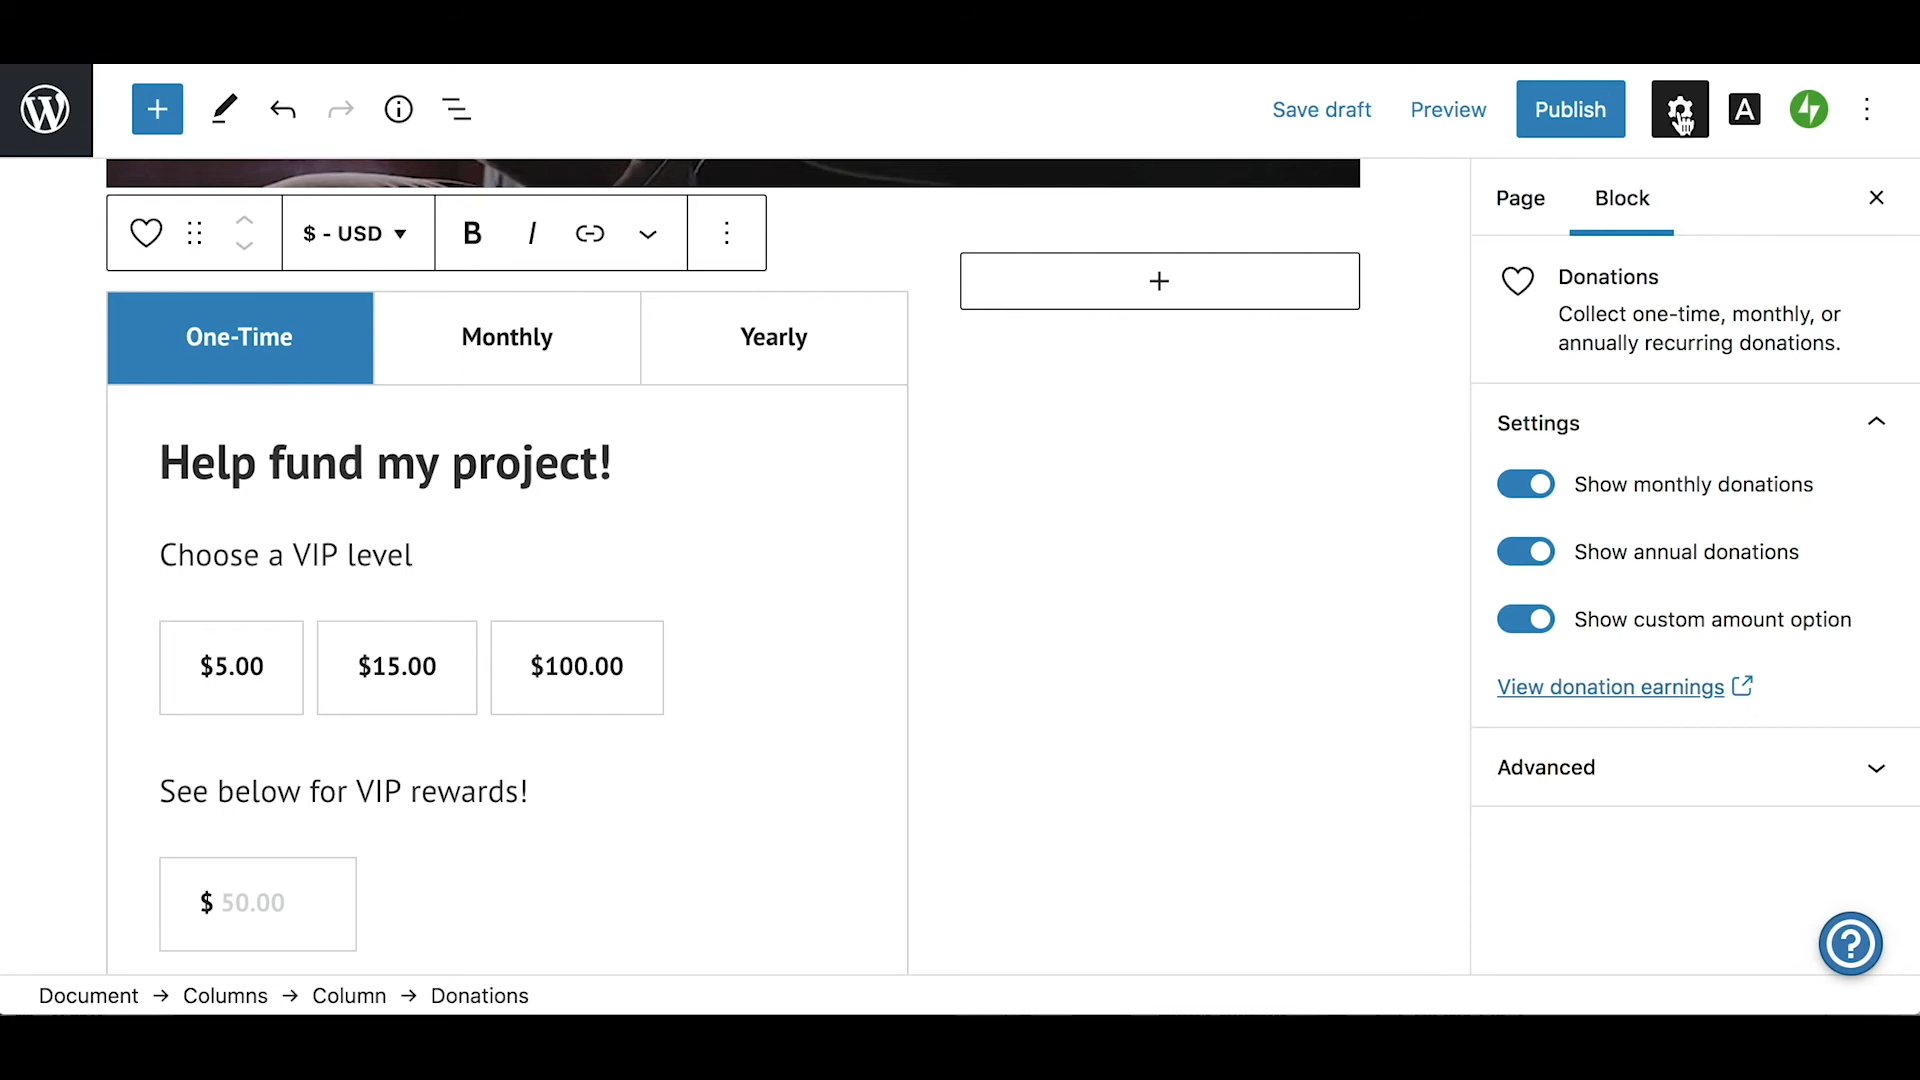 Save draft
Preview
Publish
A
$ - USD
B
I
One-Time
Monthly
Yearly
Help fund my project!
Choose a VIP level
$5.00
$15.00
$100.00
See below for VIP rewards!
$ 50.00
Page
Block
Donations
Collect one-time, monthly, or
annually recurring donations.
Settings
Show monthly donations
Show annual donations
Show custom amount option
View donation earnings
Advanced
Document → Columns → Column → Donations